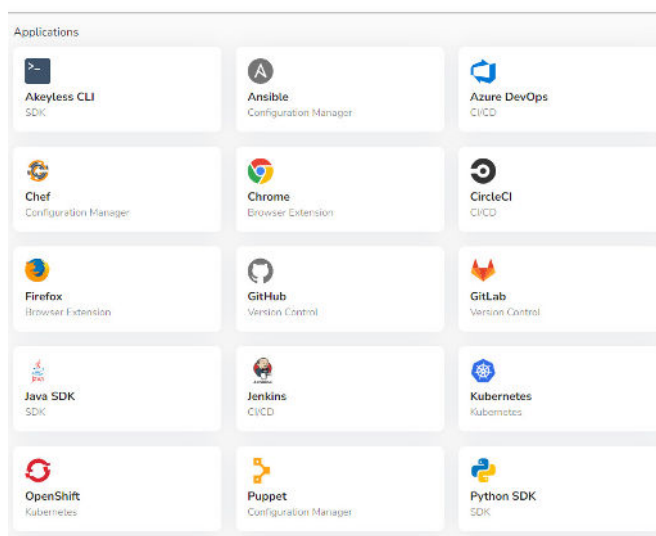 Applications
Akeyless CLI
SDK
Ansible
Configuration Manager
Azure DevOps
CI/CD
Chef
Configuration Manager
Chrome
Browser Extension
CircleCI
CI/CD
Firefox
Browser Extension
GitHub
Version Control
GitLab
Version Control
Java SDK
SDK
Jenkins
CI/CD
Kubernetes
Kubernetes
OpenShift
Kubernetes
Puppet
Configuration Manager
Python SDK
SDK